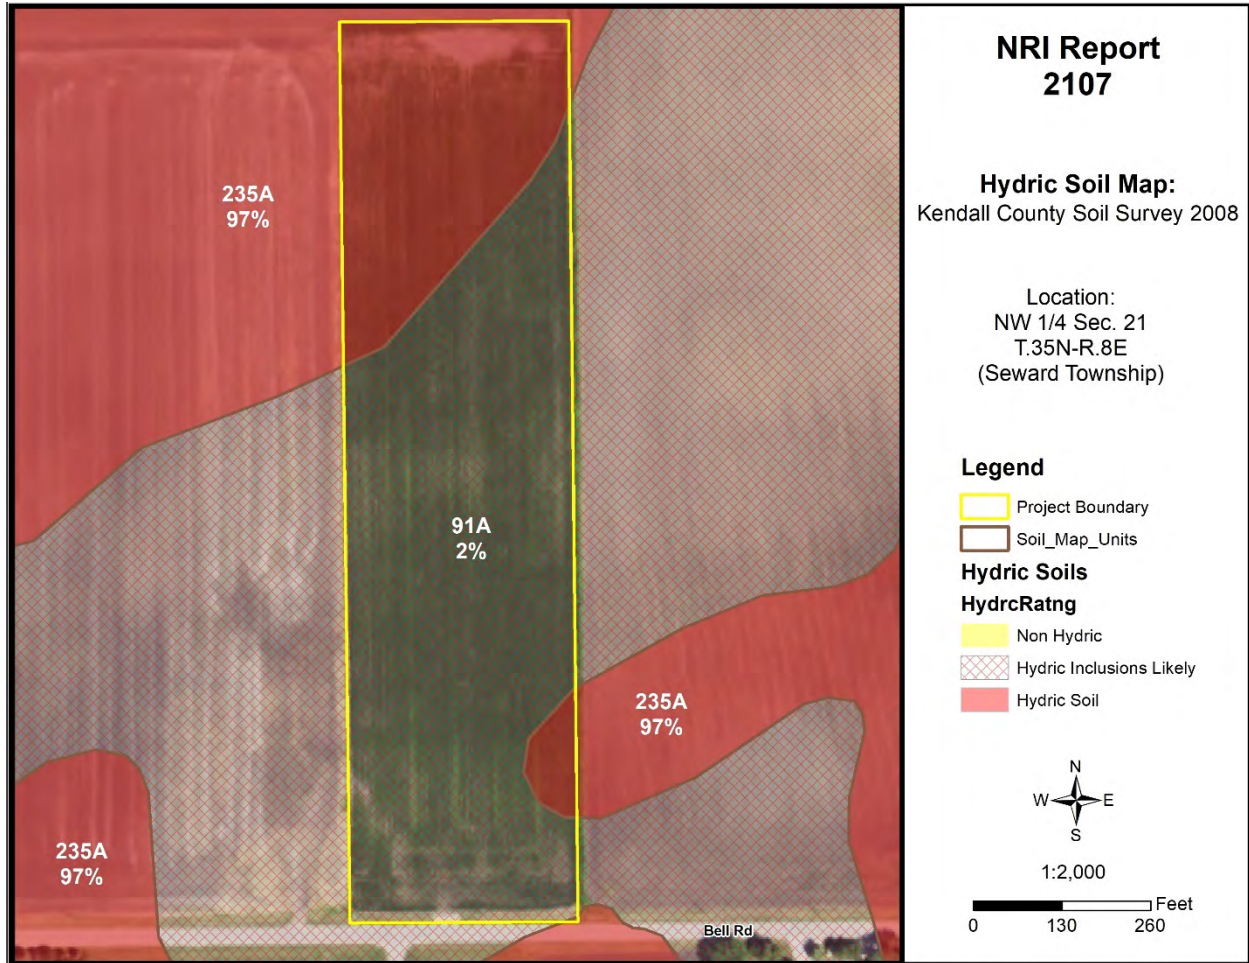 NRI Report
2107
Hydric Soil Map:
Kendall County Soil Survey 2008
Location:
NW 1/4 Sec. 21
T.35N-R.8E
(Seward Township)
Legend
Project Boundary
Soil_Map_Units
Hydric Soils
HydrcRatng
Non Hydric
Hydric Inclusions Likely
Hydric Soil
N
W E
S
1:2,000
Feet
0 130 260
235A
97%
91A
2%
235A
97%
235A
97%
Bell Rd